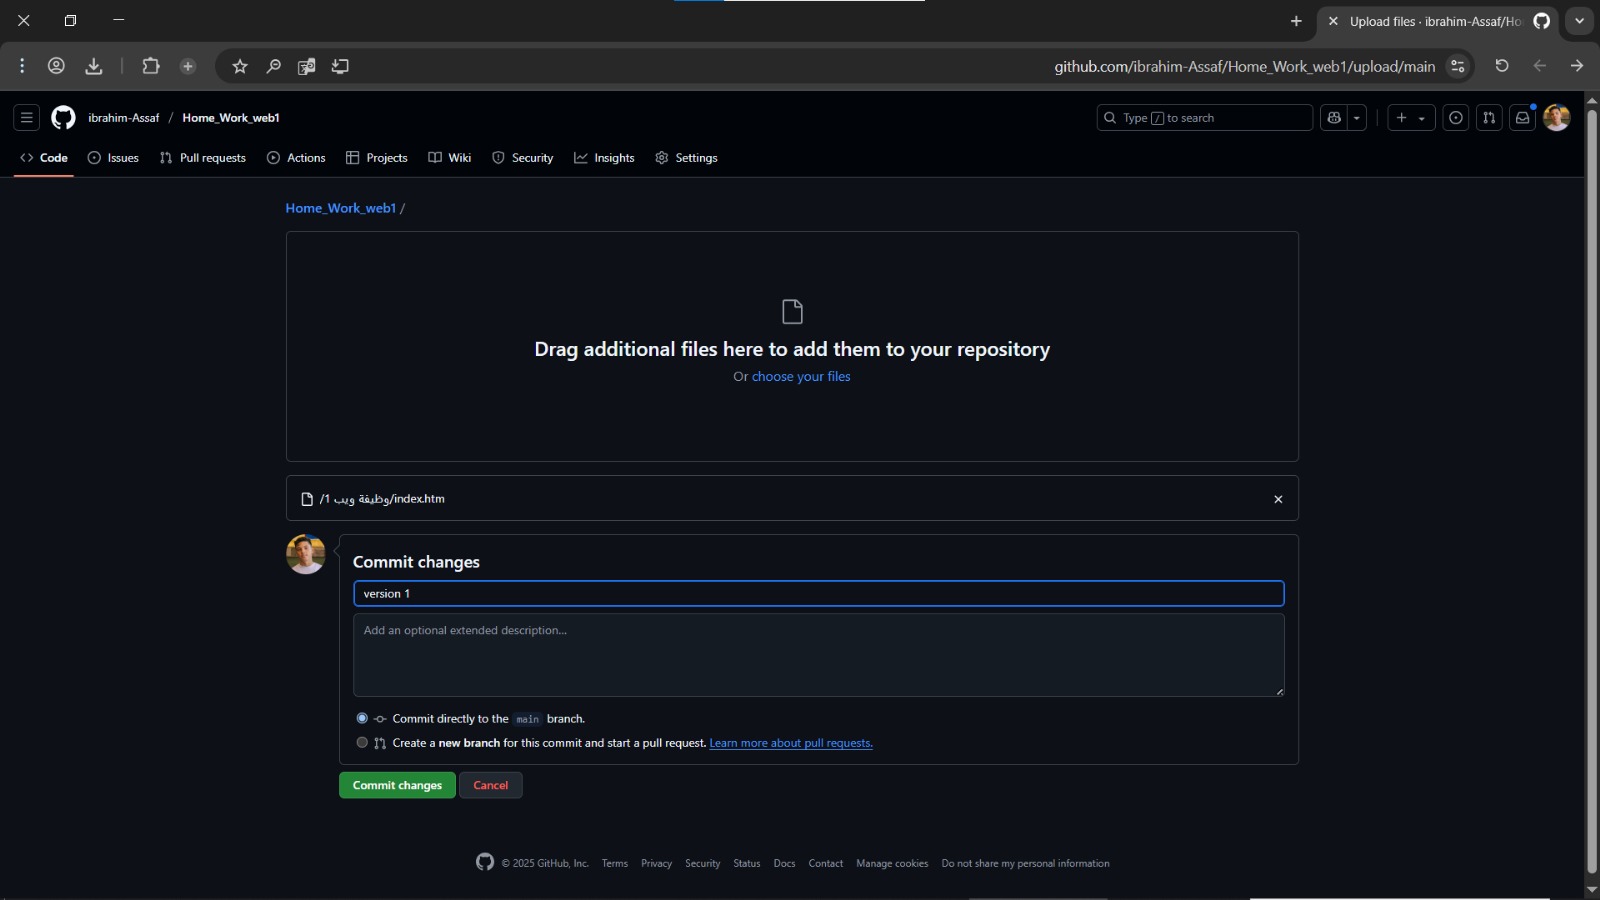 Upload files · ibrahim-Assaf/Ho
github.com/ibrahim-Assaf/Home_Work_web1/upload/main
ibrahim-Assaf / Home_Work_web1
Type / to search
Code Issues Pull requests Actions Projects Wiki Security Insights Settings
Home_Work_web1 /
Drag additional files here to add them to your repository
Or choose your files
/وظيفة ويب 1/index.htm
Commit changes
version 1
Add an optional extended description...
Commit directly to the main branch.
Create a new branch for this commit and start a pull request. Learn more about pull requests.
Commit changes Cancel
© 2025 GitHub, Inc. Terms Privacy Security Status Docs Contact Manage cookies Do not share my personal information